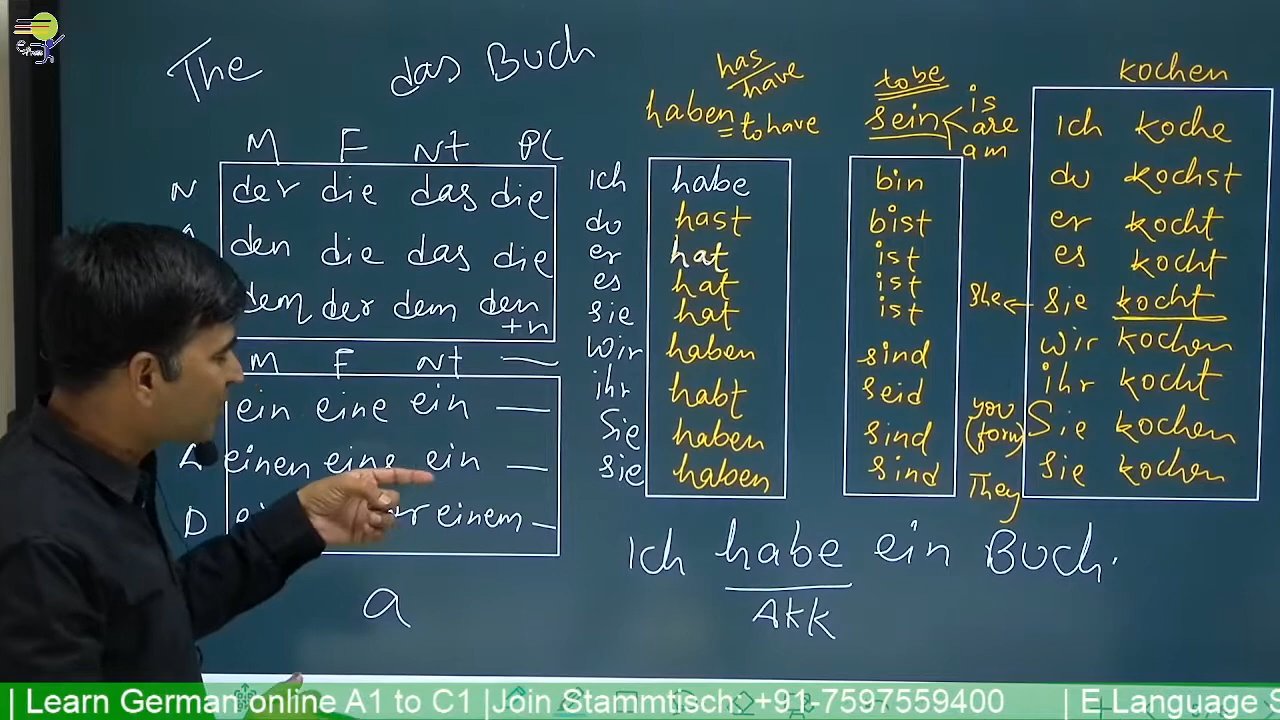 The das Buch
M F Nt Pl
N der die das die
den die das die
dem der dem den
+n
M F Nt —
ein eine ein —
A einen eine ein —
D einem —
a
has
have
haben = to have
Ich habe
du hast
er hat
es hat
sie hat
wir haben
ihr habt
Sie haben
sie haben
to be
sein is
are
am
bin
bist
ist
ist
ist
sind
seid
sind
sind
kochen
Ich koche
du kochst
er kocht
es kocht
she ← sie kocht
wir kochen
ihr kocht
you
(form) Sie kochen
They sie kochen
Ich habe ein Buch.
Akk
| Learn German online A1 to C1 |Join Stammtisch: +91-7597559400 | E Language S